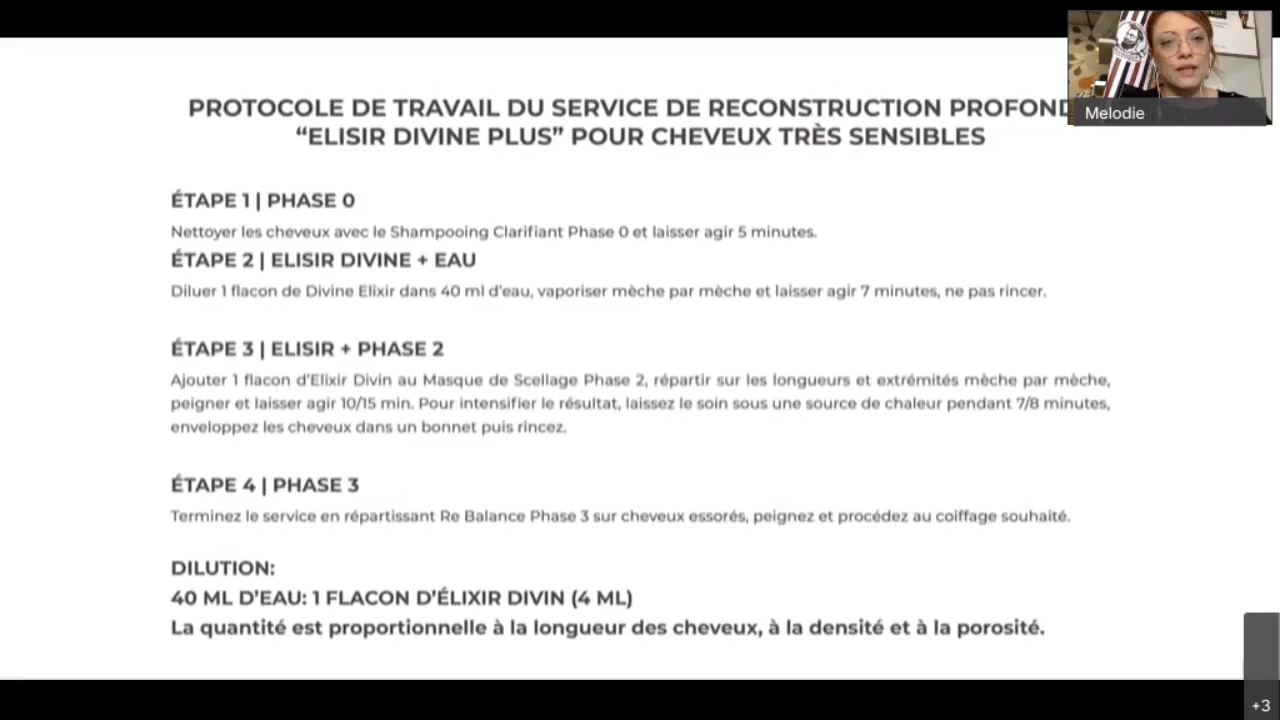 PROTOCOLE DE TRAVAIL DU SERVICE DE RECONSTRUCTION PROFOND
“ELISIR DIVINE PLUS” POUR CHEVEUX TRÈS SENSIBLES
Melodie
ÉTAPE 1 | PHASE 0
Nettoyer les cheveux avec le Shampooing Clarifiant Phase 0 et laisser agir 5 minutes.
ÉTAPE 2 | ELISIR DIVINE + EAU
Diluer 1 flacon de Divine Elixir dans 40 ml d’eau, vaporiser mèche par mèche et laisser agir 7 minutes, ne pas rincer.
ÉTAPE 3 | ELISIR + PHASE 2
Ajouter 1 flacon d’Elixir Divin au Masque de Scellage Phase 2, répartir sur les longueurs et extrémités mèche par mèche,
peigner et laisser agir 10/15 min. Pour intensifier le résultat, laissez le soin sous une source de chaleur pendant 7/8 minutes,
enveloppez les cheveux dans un bonnet puis rincez.
ÉTAPE 4 | PHASE 3
Terminez le service en répartissant Re Balance Phase 3 sur cheveux essorés, peignez et procédez au coiffage souhaité.
DILUTION:
40 ML D’EAU: 1 FLACON D’ÉLIXIR DIVIN (4 ML)
La quantité est proportionnelle à la longueur des cheveux, à la densité et à la porosité.
+3